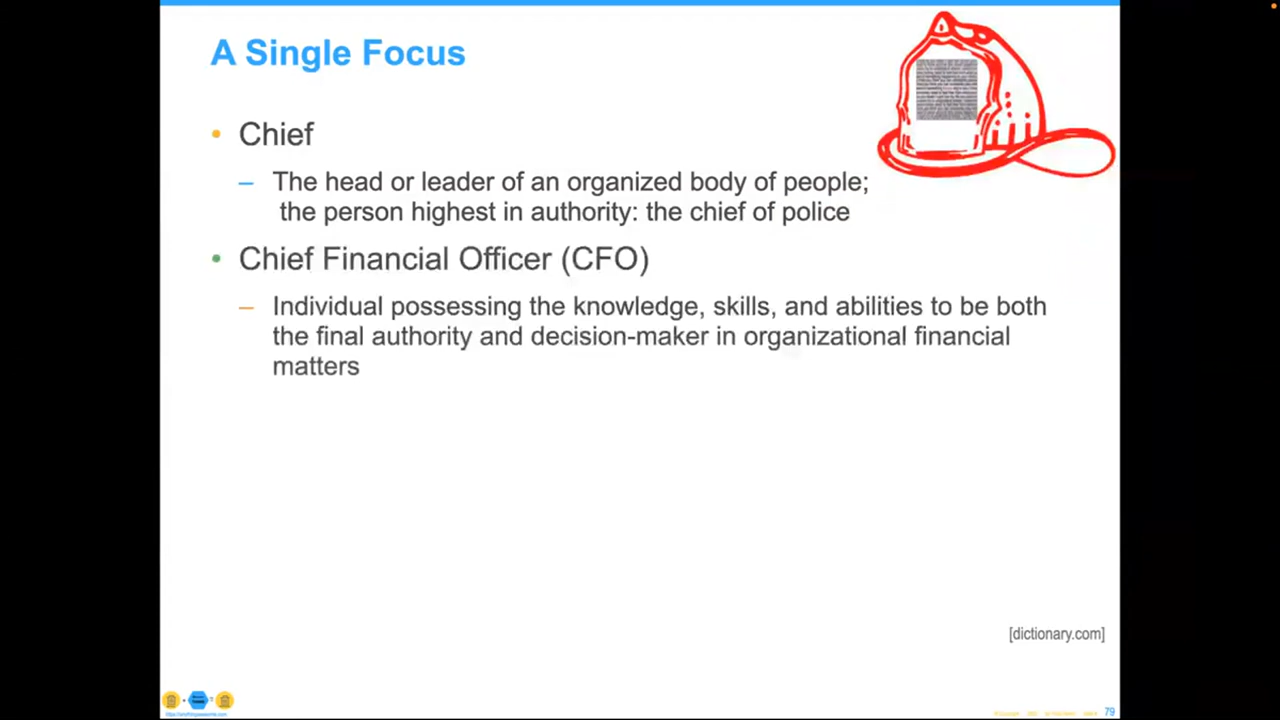 A Single Focus
• Chief
– The head or leader of an organized body of people;
the person highest in authority: the chief of police
• Chief Financial Officer (CFO)
– Individual possessing the knowledge, skills, and abilities to be both
the final authority and decision-maker in organizational financial
matters
[dictionary.com]
79